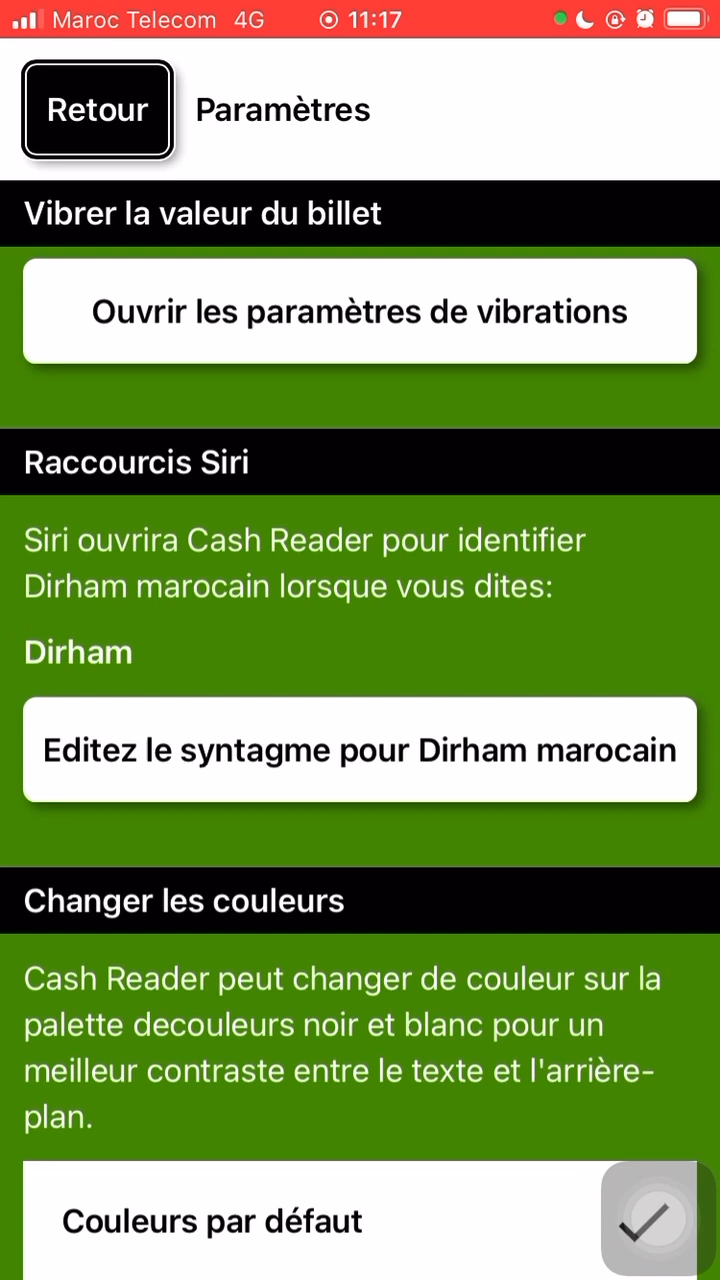 Maroc Telecom 4G 11:17
Retour Paramètres
Vibrer la valeur du billet
Ouvrir les paramètres de vibrations
Raccourcis Siri
Siri ouvrira Cash Reader pour identifier
Dirham marocain lorsque vous dites:
Dirham
Editez le syntagme pour Dirham marocain
Changer les couleurs
Cash Reader peut changer de couleur sur la
palette decouleurs noir et blanc pour un
meilleur contraste entre le texte et l'arrière-
plan.
Couleurs par défaut